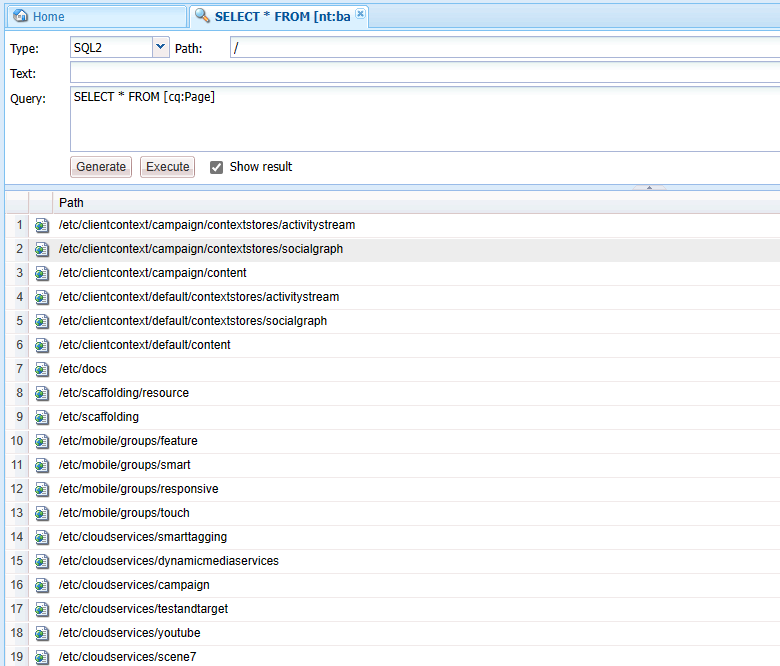 Home SELECT * FROM [nt:ba
Type: SQL2 Path: /
Text:
Query: SELECT * FROM [cq:Page]
Generate Execute Show result
Path
1 /etc/clientcontext/campaign/contextstores/activitystream
2 /etc/clientcontext/campaign/contextstores/socialgraph
3 /etc/clientcontext/campaign/content
4 /etc/clientcontext/default/contextstores/activitystream
5 /etc/clientcontext/default/contextstores/socialgraph
6 /etc/clientcontext/default/content
7 /etc/docs
8 /etc/scaffolding/resource
9 /etc/scaffolding
10 /etc/mobile/groups/feature
11 /etc/mobile/groups/smart
12 /etc/mobile/groups/responsive
13 /etc/mobile/groups/touch
14 /etc/cloudservices/smarttagging
15 /etc/cloudservices/dynamicmediaservices
16 /etc/cloudservices/campaign
17 /etc/cloudservices/testandtarget
18 /etc/cloudservices/youtube
19 /etc/cloudservices/scene7